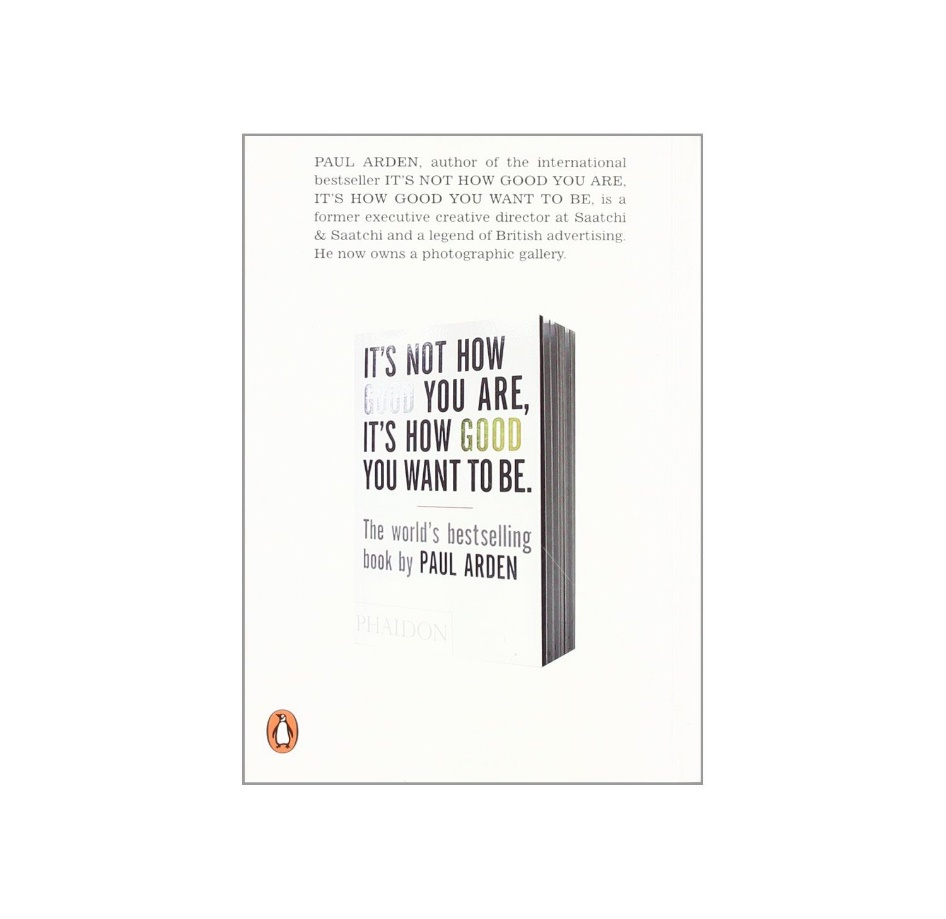 PAUL ARDEN, author of the international
bestseller IT'S NOT HOW GOOD YOU ARE,
IT'S HOW GOOD YOU WANT TO BE, is a
former executive creative director at Saatchi
& Saatchi and a legend of British advertising.
He now owns a photographic gallery.
IT'S NOT HOW
GOOD YOU ARE,
IT'S HOW GOOD
YOU WANT TO BE.
The world's bestselling
book by PAUL ARDEN
PHAIDON